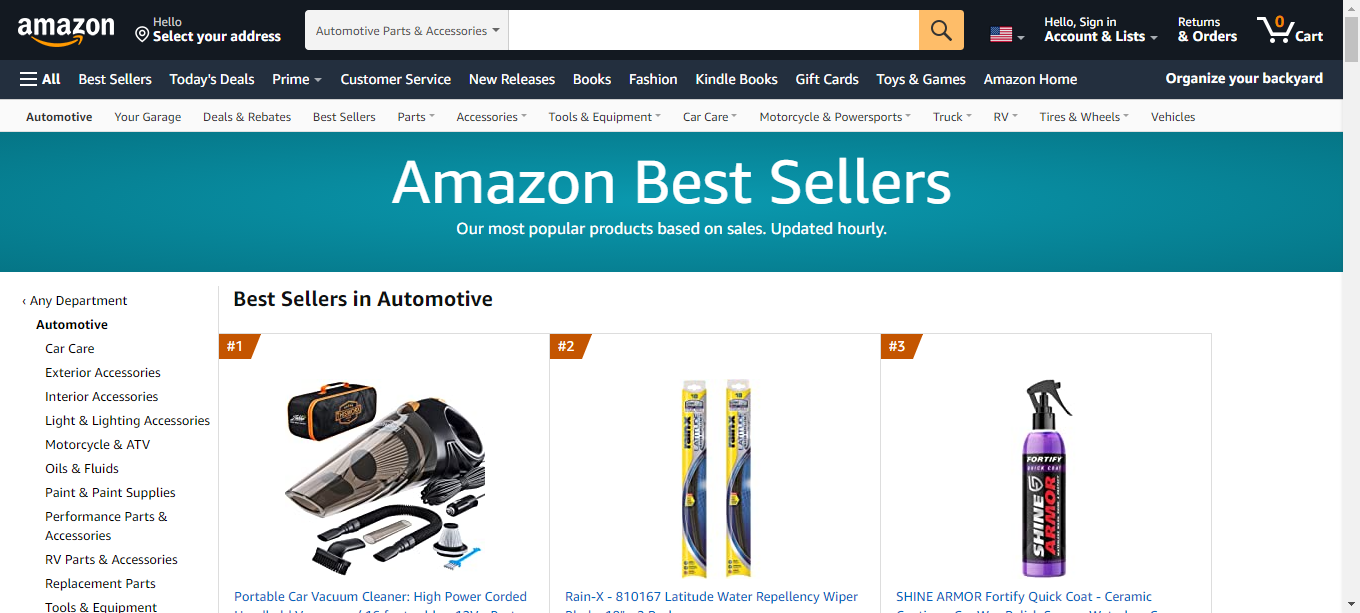 amazon
Hello
Select your address
Automotive Parts & Accessories
Hello, Sign in
Account & Lists
Returns
& Orders
0
Cart
All
Best Sellers
Today's Deals
Prime
Customer Service
New Releases
Books
Fashion
Kindle Books
Gift Cards
Toys & Games
Amazon Home
Organize your backyard
Automotive
Your Garage
Deals & Rebates
Best Sellers
Parts
Accessories
Tools & Equipment
Car Care
Motorcycle & Powersports
Truck
RV
Tires & Wheels
Vehicles
Amazon Best Sellers
Our most popular products based on sales. Updated hourly.
‹ Any Department
Automotive
Car Care
Exterior Accessories
Interior Accessories
Light & Lighting Accessories
Motorcycle & ATV
Oils & Fluids
Paint & Paint Supplies
Performance Parts &
Accessories
RV Parts & Accessories
Replacement Parts
Tools & Equipment
Best Sellers in Automotive
#1
Portable Car Vacuum Cleaner: High Power Corded
#2
Rain-X
Rain-X
LATITUDE
LATITUDE
Rain-X - 810167 Latitude Water Repellency Wiper
#3
FORTIFY
QUICK COAT
SHINE
ARMOR
SHINE ARMOR Fortify Quick Coat - Ceramic